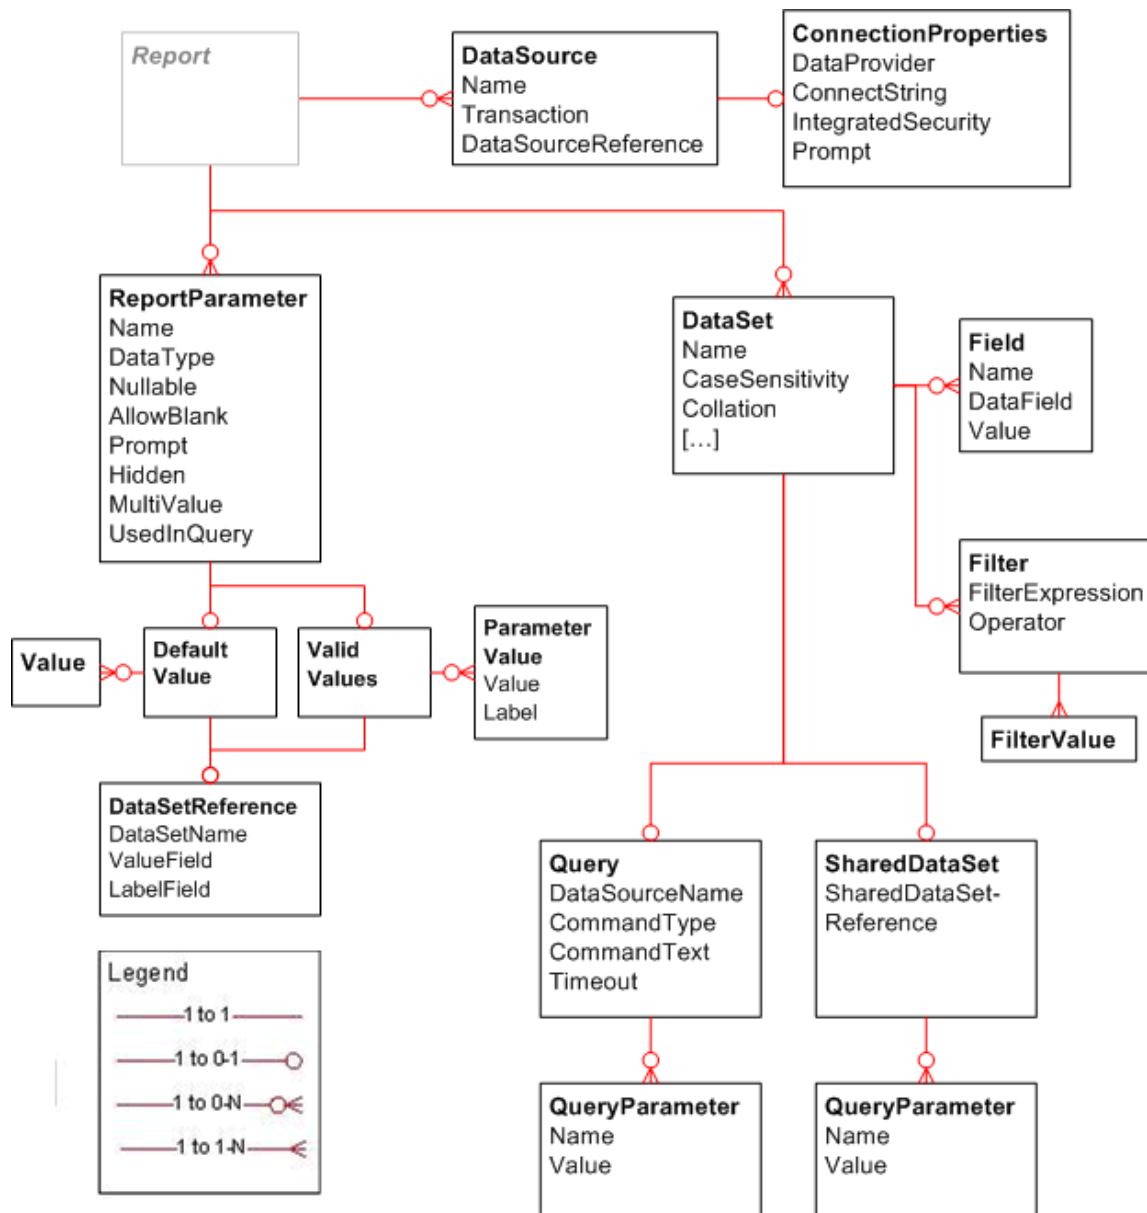 Report
DataSource
Name
Transaction
DataSourceReference
ConnectionProperties
DataProvider
ConnectString
IntegratedSecurity
Prompt
ReportParameter
Name
DataType
Nullable
AllowBlank
Prompt
Hidden
MultiValue
UsedInQuery
DataSet
Name
CaseSensitivity
Collation
[...]
Field
Name
DataField
Value
Filter
FilterExpression
Operator
FilterValue
Value
Default
Value
Valid
Values
Parameter
Value
Value
Label
DataSetReference
DataSetName
ValueField
LabelField
Query
DataSourceName
CommandType
CommandText
Timeout
SharedDataSet
SharedDataSet-
Reference
QueryParameter
Name
Value
QueryParameter
Name
Value
Legend
1 to 1
1 to 0-1
1 to 0-N
1 to 1-N